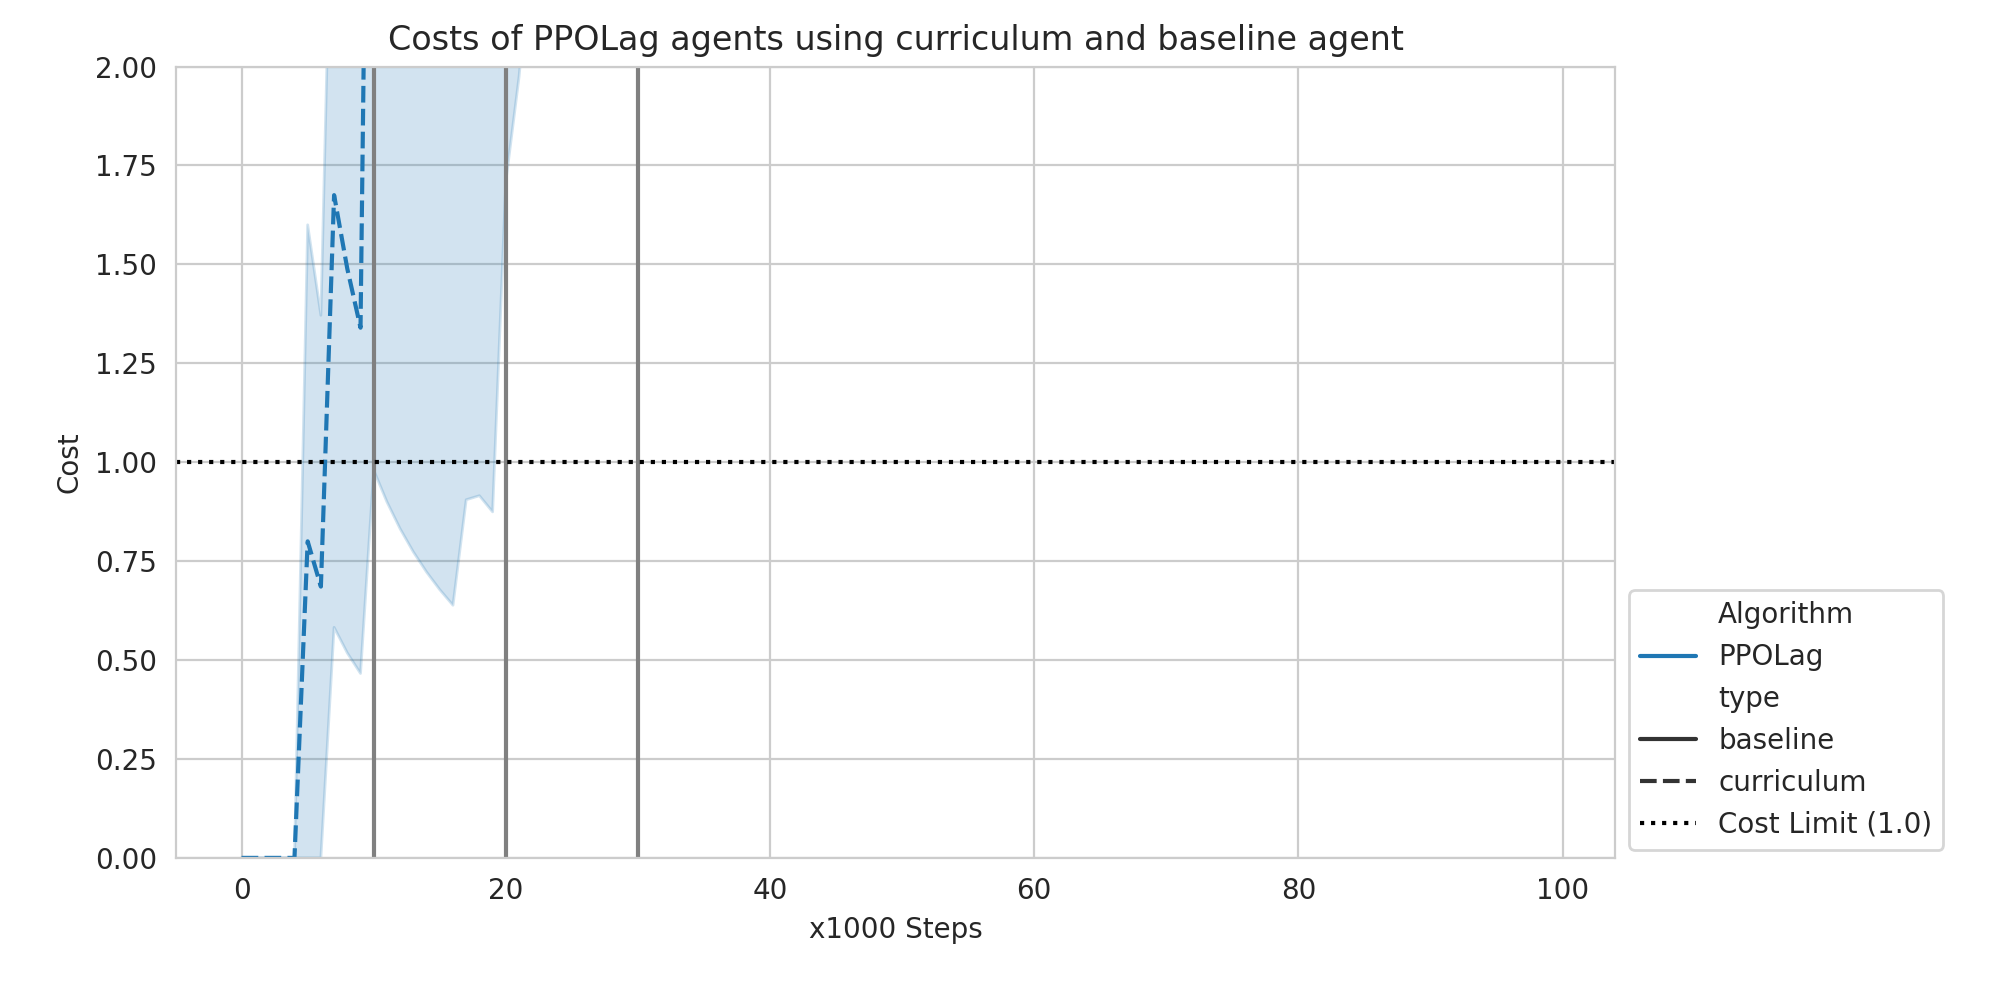 Costs of PPOLag agents using curriculum and baseline agent
2.00
1.75
1.50
1.25
1.00
0.75
0.50
0.25
0.00
Cost
0 20 40 60 80 100
x1000 Steps
Algorithm
PPOLag
type
baseline
curriculum
Cost Limit (1.0)